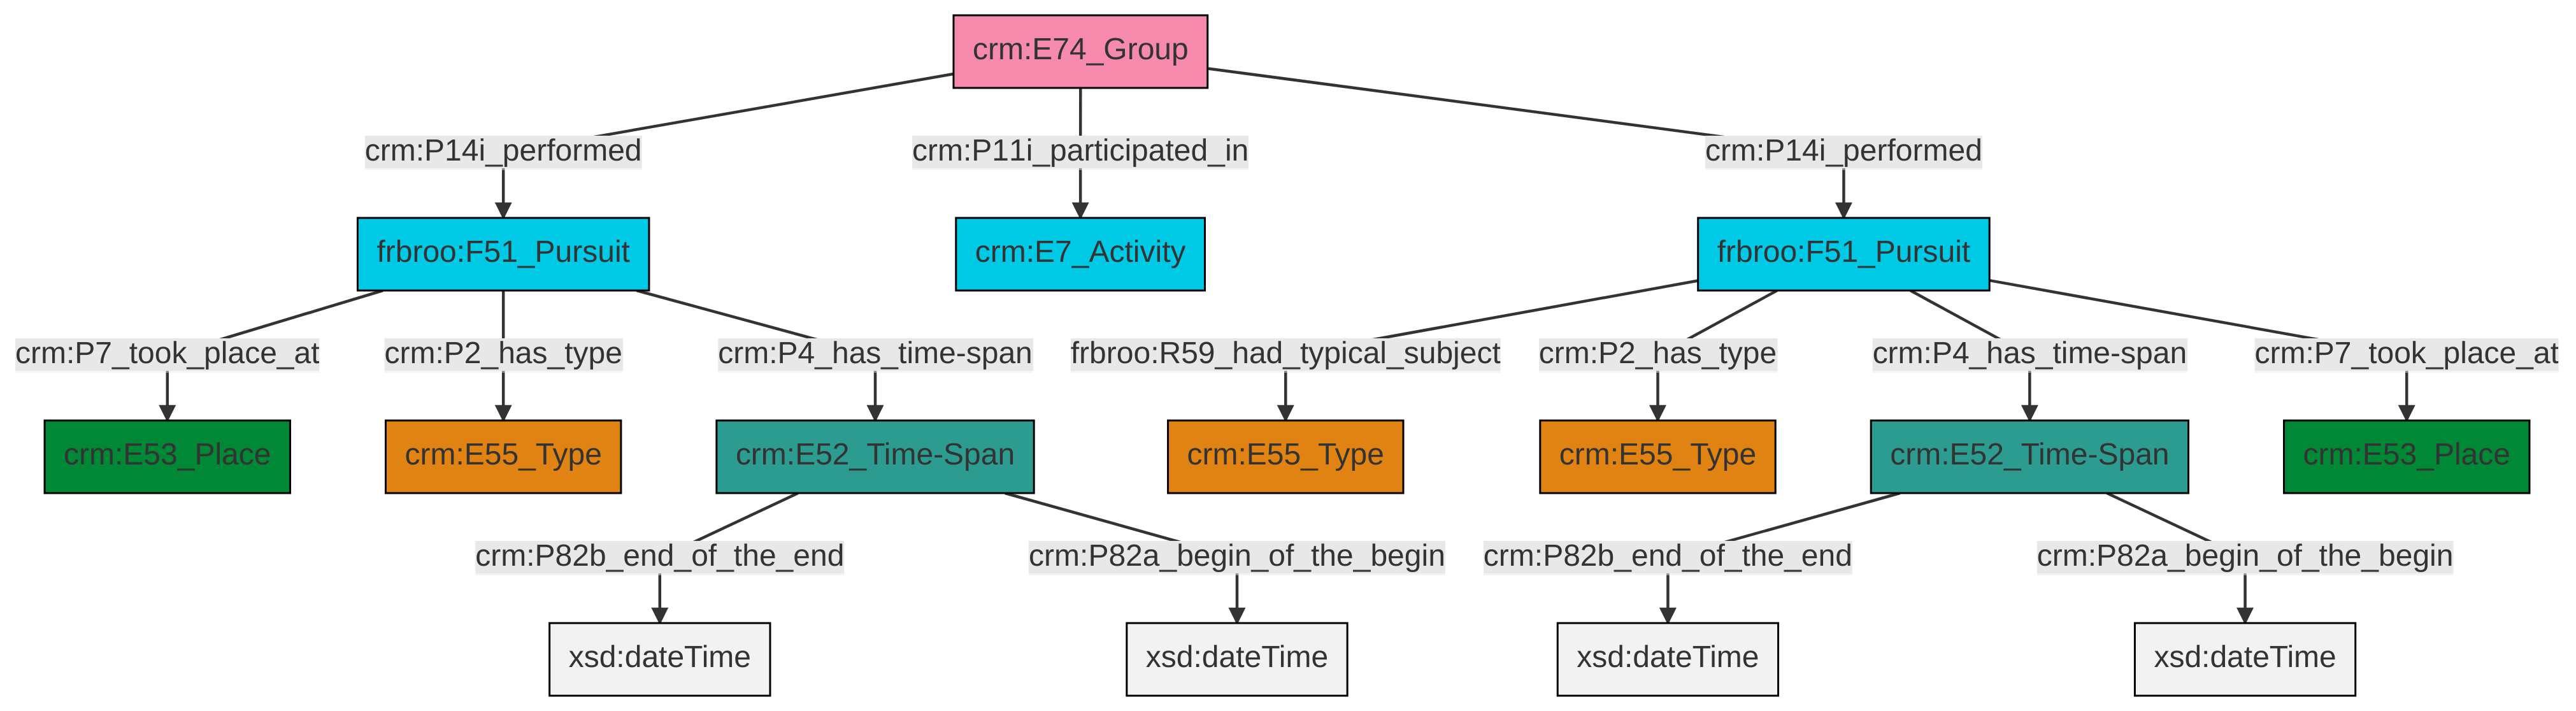 crm:E74_Group
crm:P14i_performed
crm:P11i_participated_in
crm:P14i_performed
frbroo:F51_Pursuit
crm:E7_Activity
frbroo:F51_Pursuit
crm:P7_took_place_at
crm:P2_has_type
crm:P4_has_time-span
frbroo:R59_had_typical_subject
crm:P2_has_type
crm:P4_has_time-span
crm:P7_took_place_at
crm:E53_Place
crm:E55_Type
crm:E52_Time-Span
crm:E55_Type
crm:E55_Type
crm:E52_Time-Span
crm:E53_Place
crm:P82b_end_of_the_end
crm:P82a_begin_of_the_begin
crm:P82b_end_of_the_end
crm:P82a_begin_of_the_begin
xsd:dateTime
xsd:dateTime
xsd:dateTime
xsd:dateTime